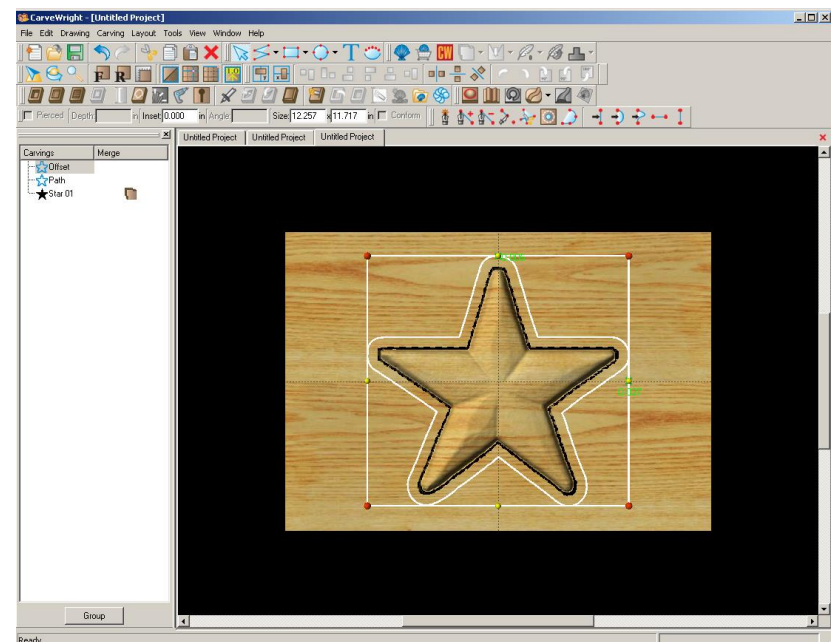 CarveWright - [Untitled Project]
File Edit Drawing Carving Layout Tools View Window Help
T CW
F R
Pierced Depth: in Inset 0.000 in Angle: Size: 12.257 x 11.717 in Conform
Untitled Project Untitled Project Untitled Project
Carvings Merge
Offset
Path
Star 01
Group
Ready